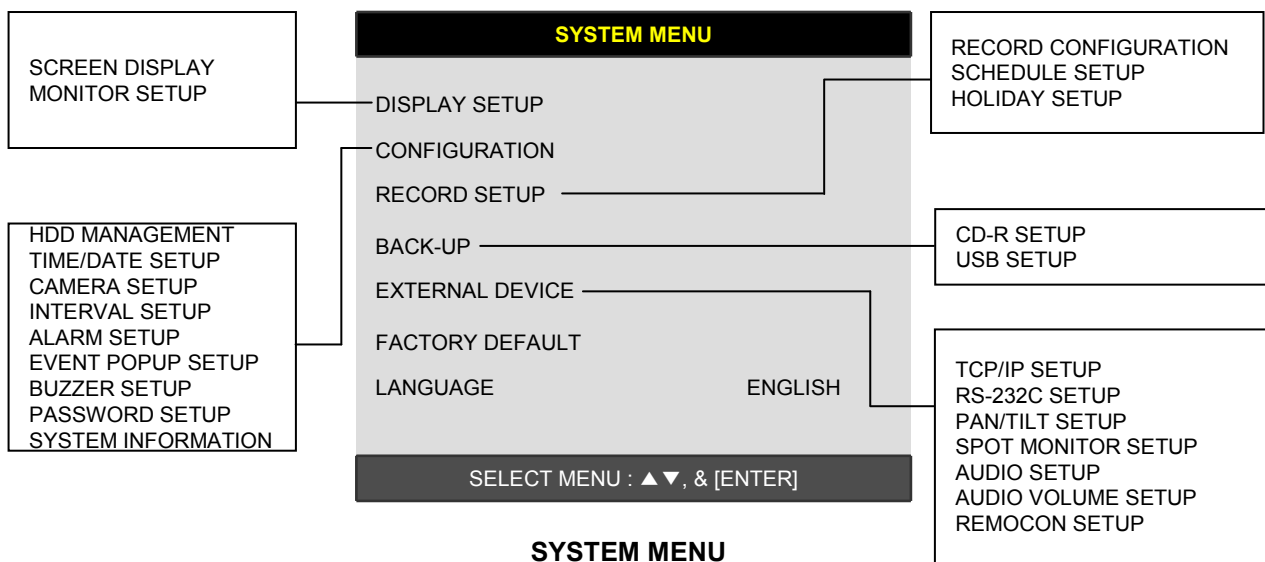 SCREEN DISPLAY
MONITOR SETUP
HDD MANAGEMENT
TIME/DATE SETUP
CAMERA SETUP
INTERVAL SETUP
ALARM SETUP
EVENT POPUP SETUP
BUZZER SETUP
PASSWORD SETUP
SYSTEM INFORMATION
SYSTEM MENU
DISPLAY SETUP
CONFIGURATION
RECORD SETUP
BACK-UP
EXTERNAL DEVICE
FACTORY DEFAULT
LANGUAGE ENGLISH
SELECT MENU : ▲▼, & [ENTER]
RECORD CONFIGURATION
SCHEDULE SETUP
HOLIDAY SETUP
CD-R SETUP
USB SETUP
TCP/IP SETUP
RS-232C SETUP
PAN/TILT SETUP
SPOT MONITOR SETUP
AUDIO SETUP
AUDIO VOLUME SETUP
REMOCON SETUP
SYSTEM MENU